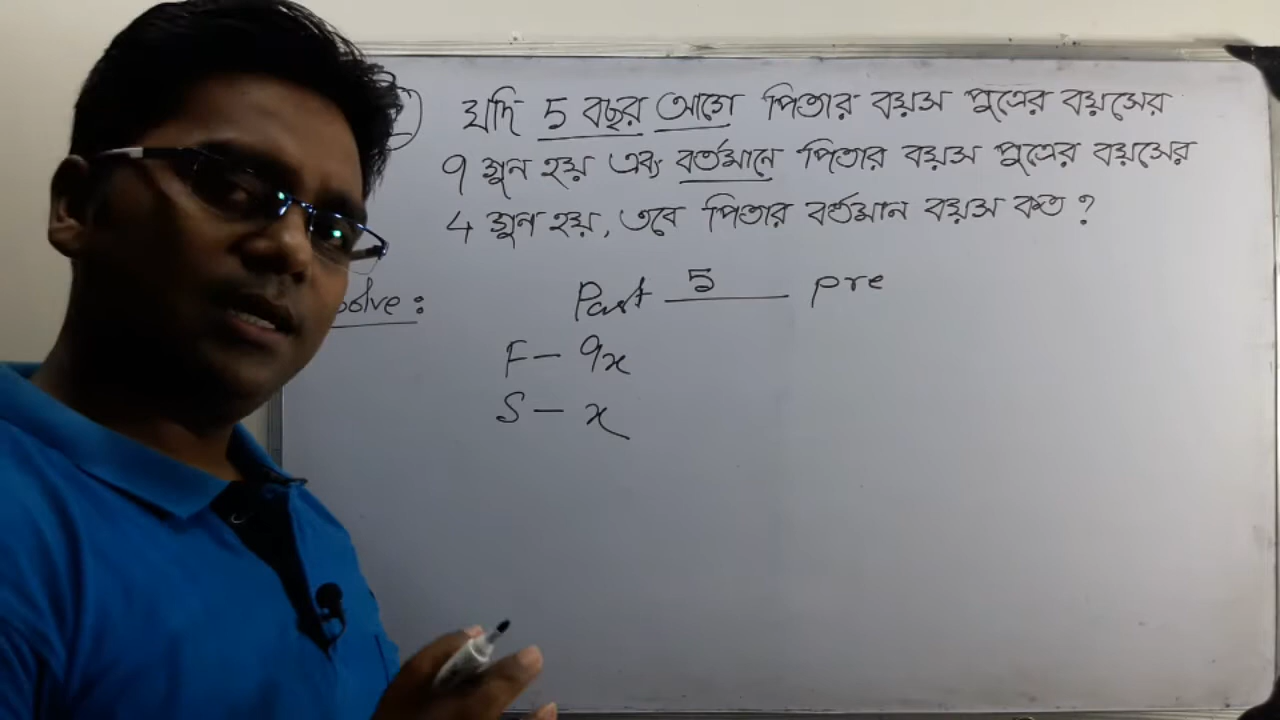 যদি 5 বছর আগে পিতার বয়স পুত্রের বয়সের
9 গুন হয় এবং বর্তমানে পিতার বয়স পুত্রের বয়সের
4 গুন হয়, তবে পিতার বর্তমান বয়স কত ?
Solve :
Past 5 pre
F – 9x
S – x